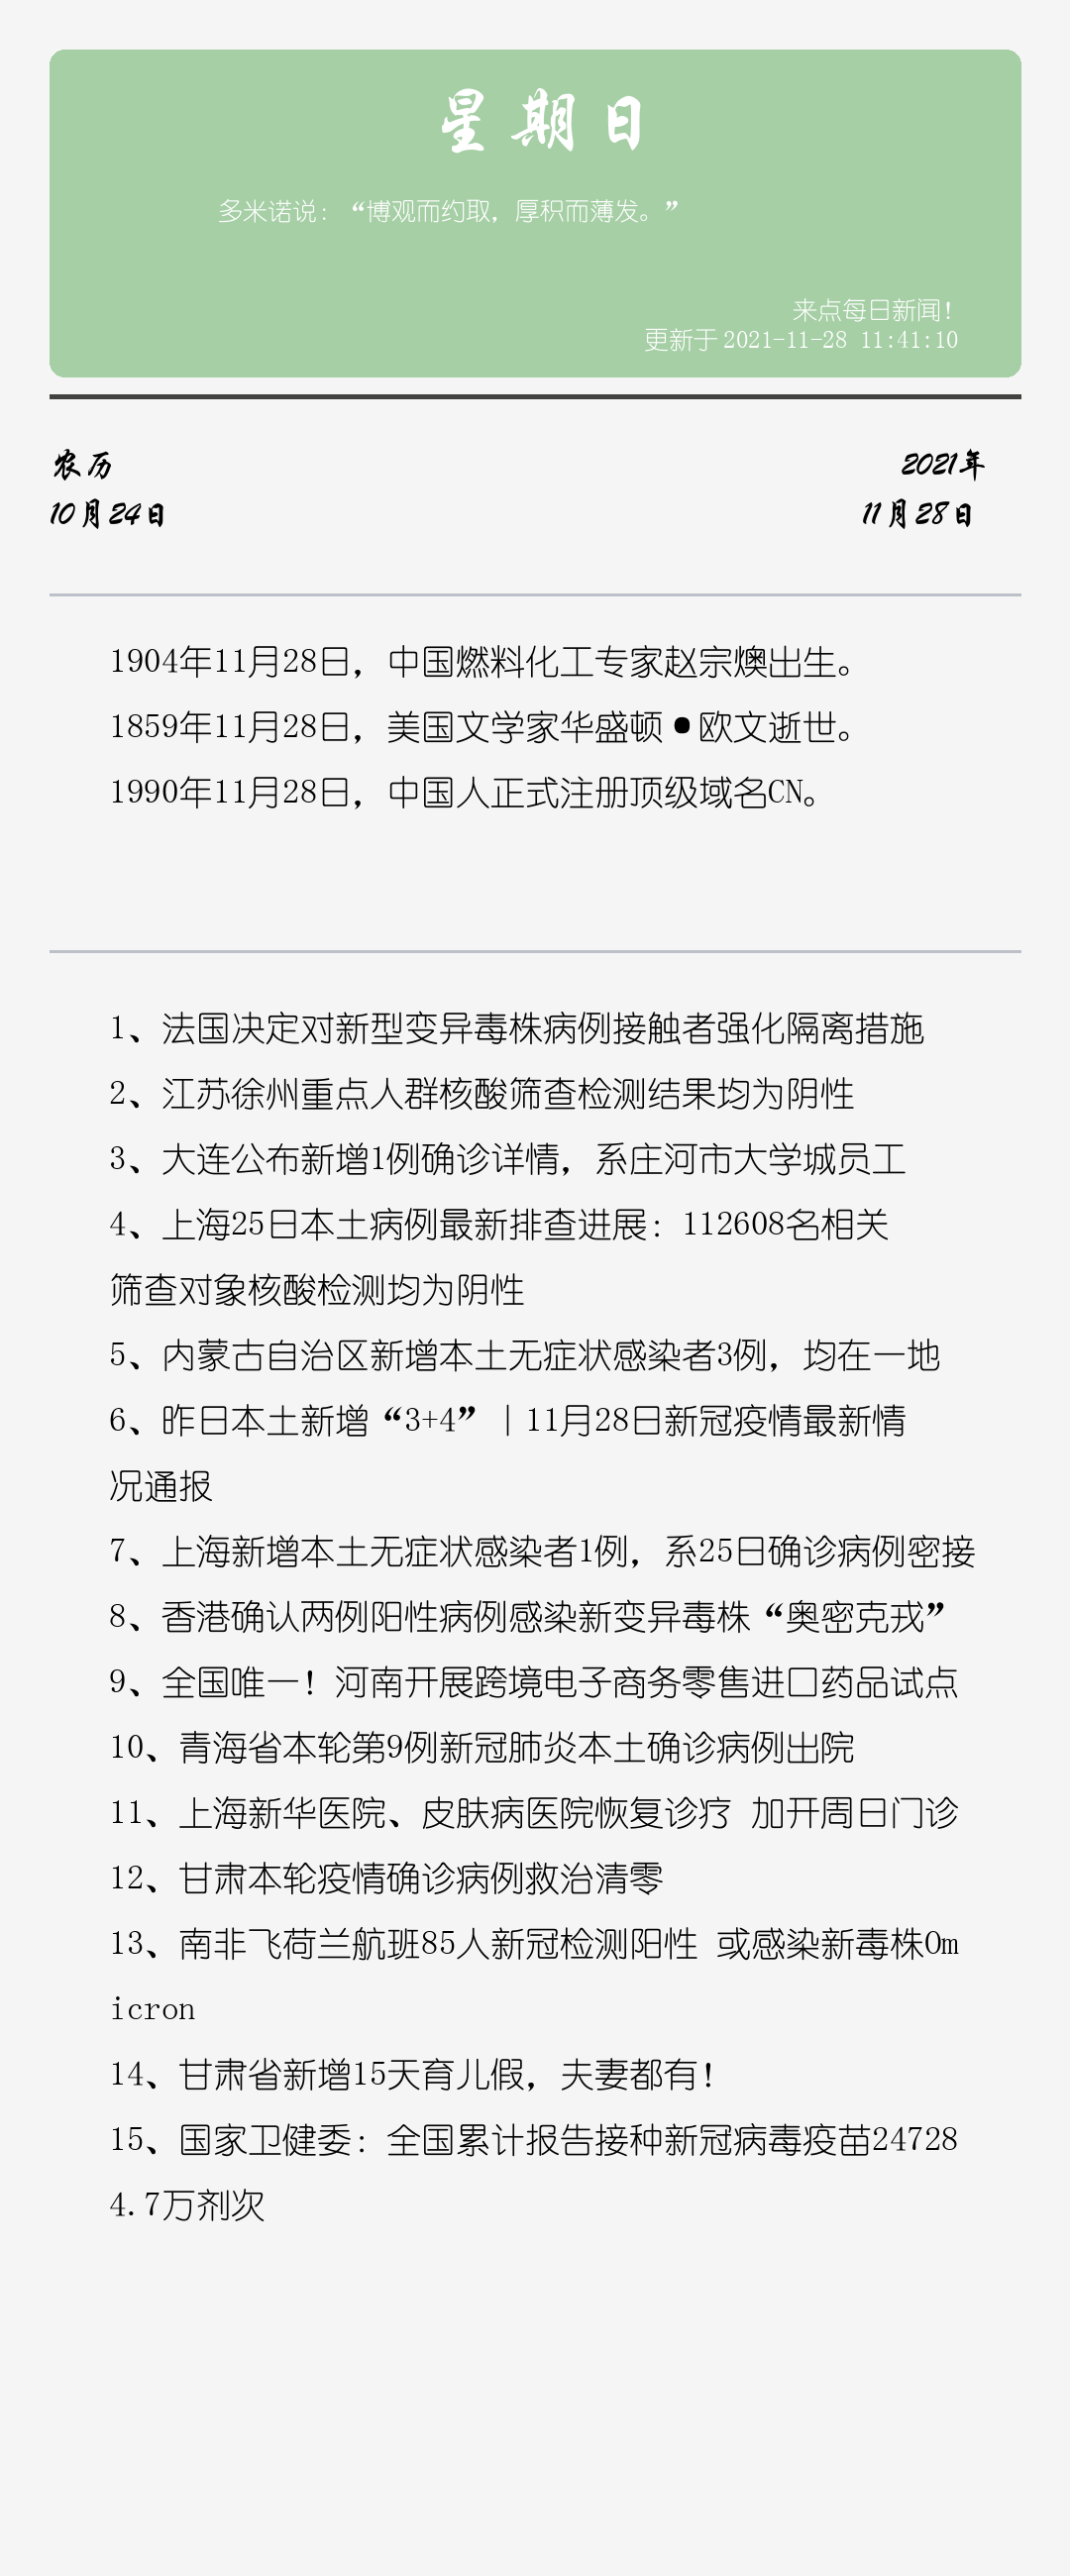 星期日
多米诺说：“博观而约取，厚积而薄发。”
来点每日新闻！
更新于 2021-11-28 11:41:10
农历
2021年
10月24日
11月28日
1904年11月28日，中国燃料化工专家赵宗燠出生。
1859年11月28日，美国文学家华盛顿•欧文逝世。
1990年11月28日，中国人正式注册顶级域名CN。
1、法国决定对新型变异毒株病例接触者强化隔离措施
2、江苏徐州重点人群核酸筛查检测结果均为阴性
3、大连公布新增1例确诊详情，系庄河市大学城员工
4、上海25日本土病例最新排查进展：112608名相关
筛查对象核酸检测均为阴性
5、内蒙古自治区新增本土无症状感染者3例，均在一地
6、昨日本土新增“3+4”｜11月28日新冠疫情最新情
况通报
7、上海新增本土无症状感染者1例，系25日确诊病例密接
8、香港确认两例阳性病例感染新变异毒株“奥密克戎”
9、全国唯一！河南开展跨境电子商务零售进口药品试点
10、青海省本轮第9例新冠肺炎本土确诊病例出院
11、上海新华医院、皮肤病医院恢复诊疗 加开周日门诊
12、甘肃本轮疫情确诊病例救治清零
13、南非飞荷兰航班85人新冠检测阳性 或感染新毒株Om
icron
14、甘肃省新增15天育儿假，夫妻都有！
15、国家卫健委：全国累计报告接种新冠病毒疫苗24728
4.7万剂次